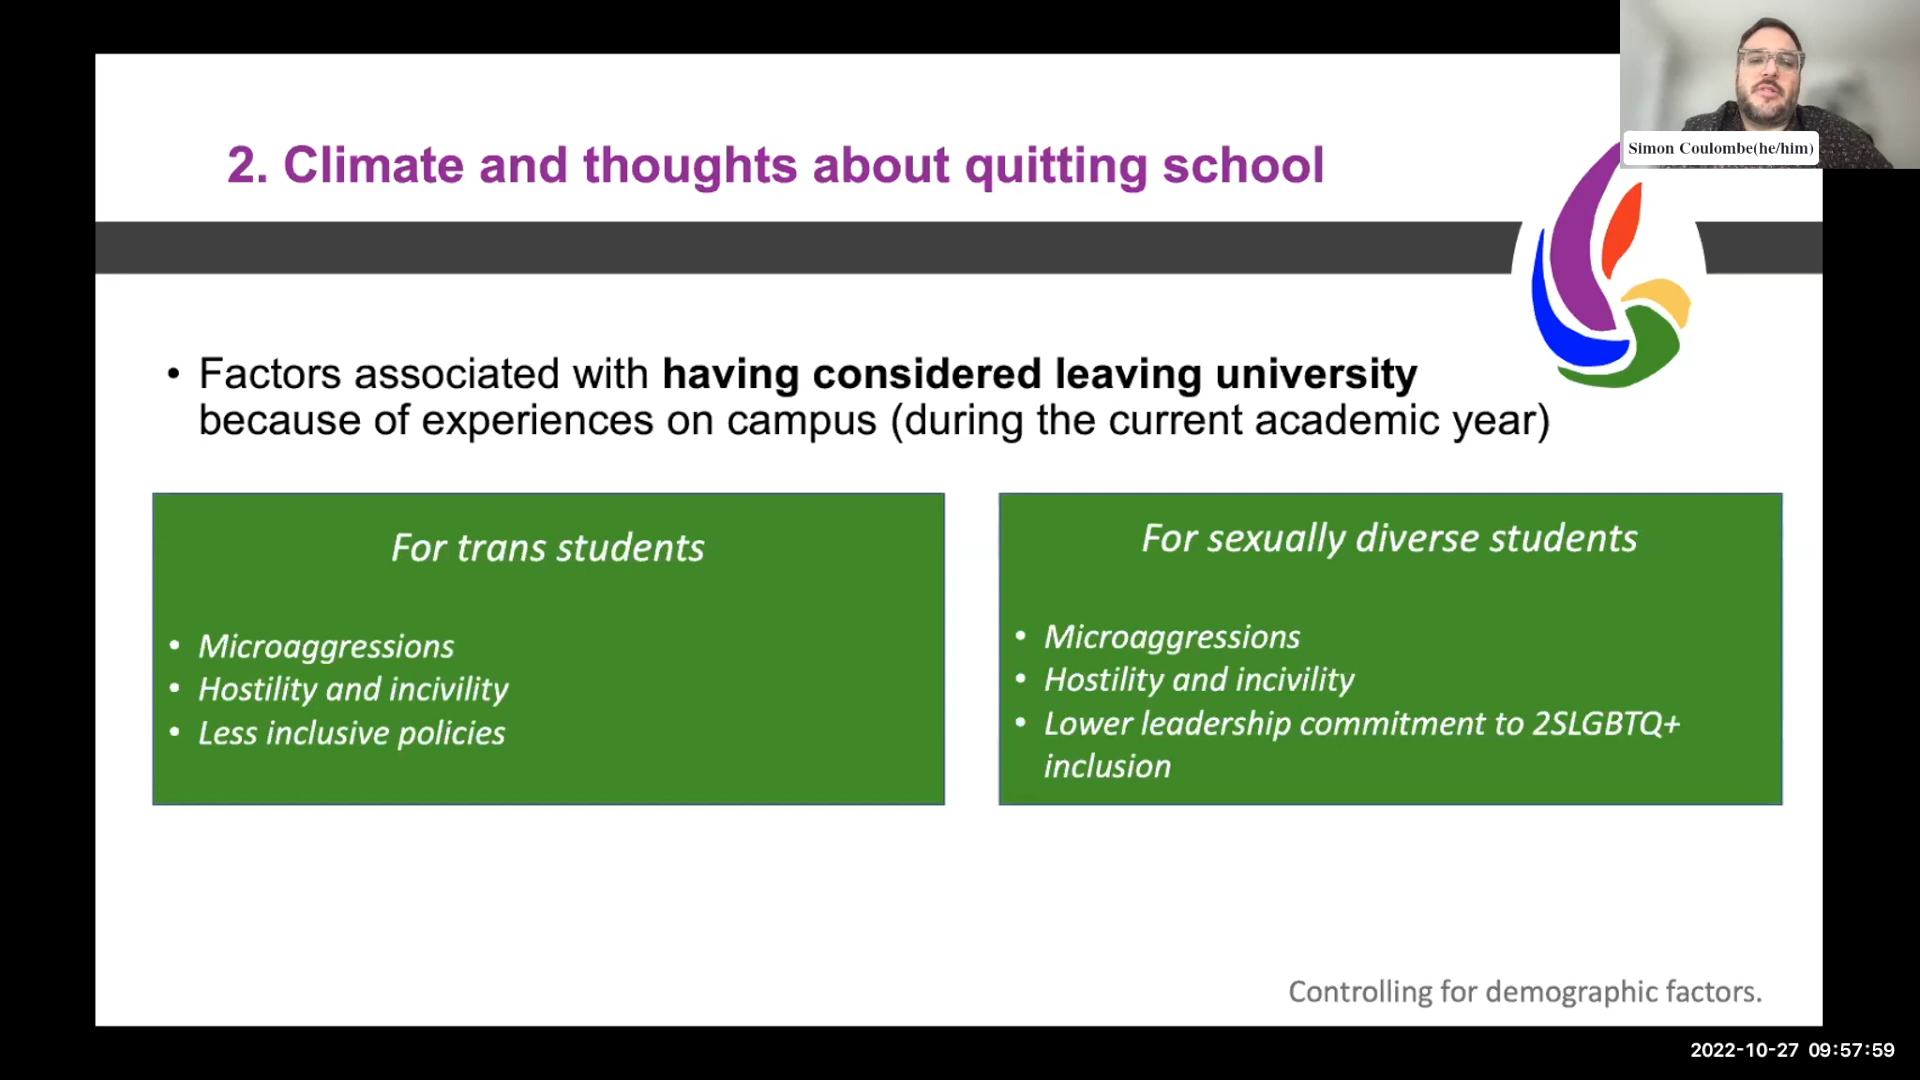 Simon Coulombe(he/him)
2. Climate and thoughts about quitting school
• Factors associated with having considered leaving university
because of experiences on campus (during the current academic year)
For trans students
• Microaggressions
• Hostility and incivility
• Less inclusive policies
For sexually diverse students
• Microaggressions
• Hostility and incivility
• Lower leadership commitment to 2SLGBTQ+
inclusion
Controlling for demographic factors.
2022-10-27 09:57:59